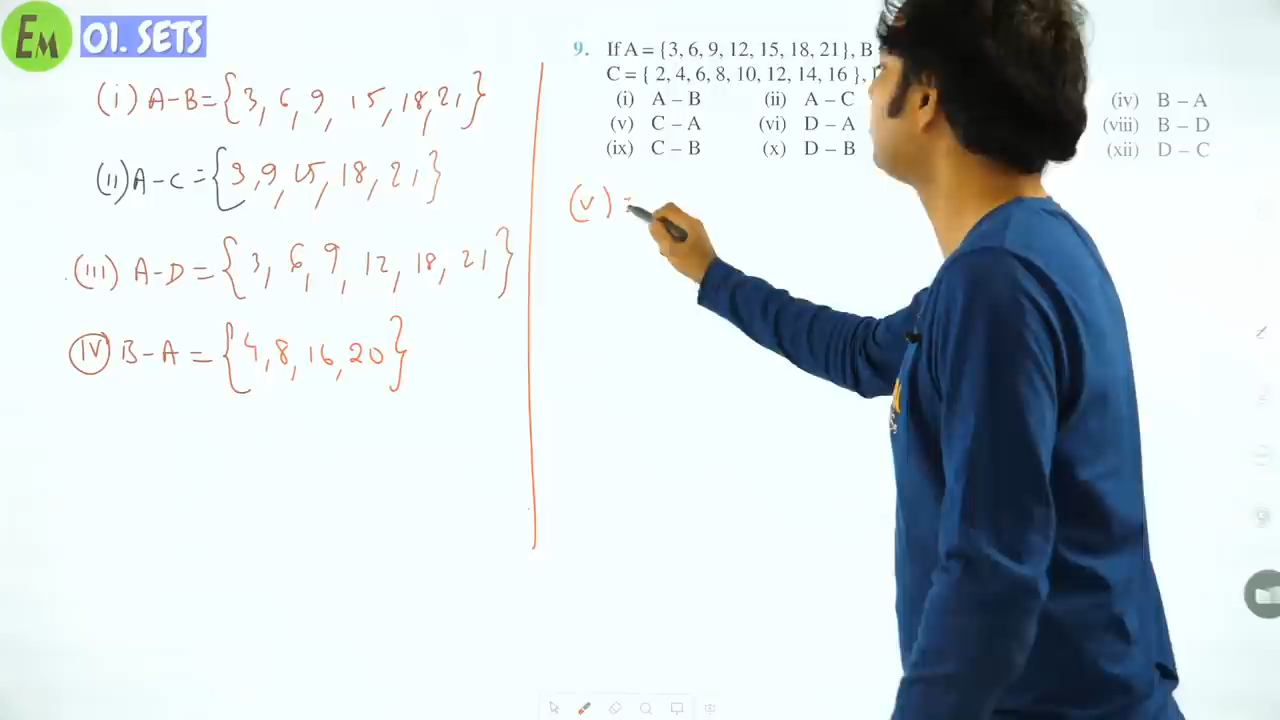 EM 01. SETS
(i) A-B = {3, 6, 9, 15, 18, 21}
(ii) A-C = {3, 9, 15, 18, 21}
(iii) A-D = {3, 6, 9, 12, 18, 21}
(iv) B-A = {4, 8, 16, 20}
9. If A = {3, 6, 9, 12, 15, 18, 21}, B
C = { 2, 4, 6, 8, 10, 12, 14, 16 },
(i) A – B (ii) A – C (iv) B – A
(v) C – A (vi) D – A (viii) B – D
(ix) C – B (x) D – B (xii) D – C
(v)